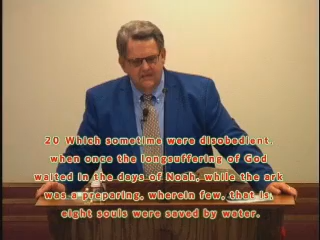 20 Which sometime were disobedient,
when once the longsuffering of God
waited in the days of Noah, while the ark
was a preparing, wherein few, that is,
eight souls were saved by water.